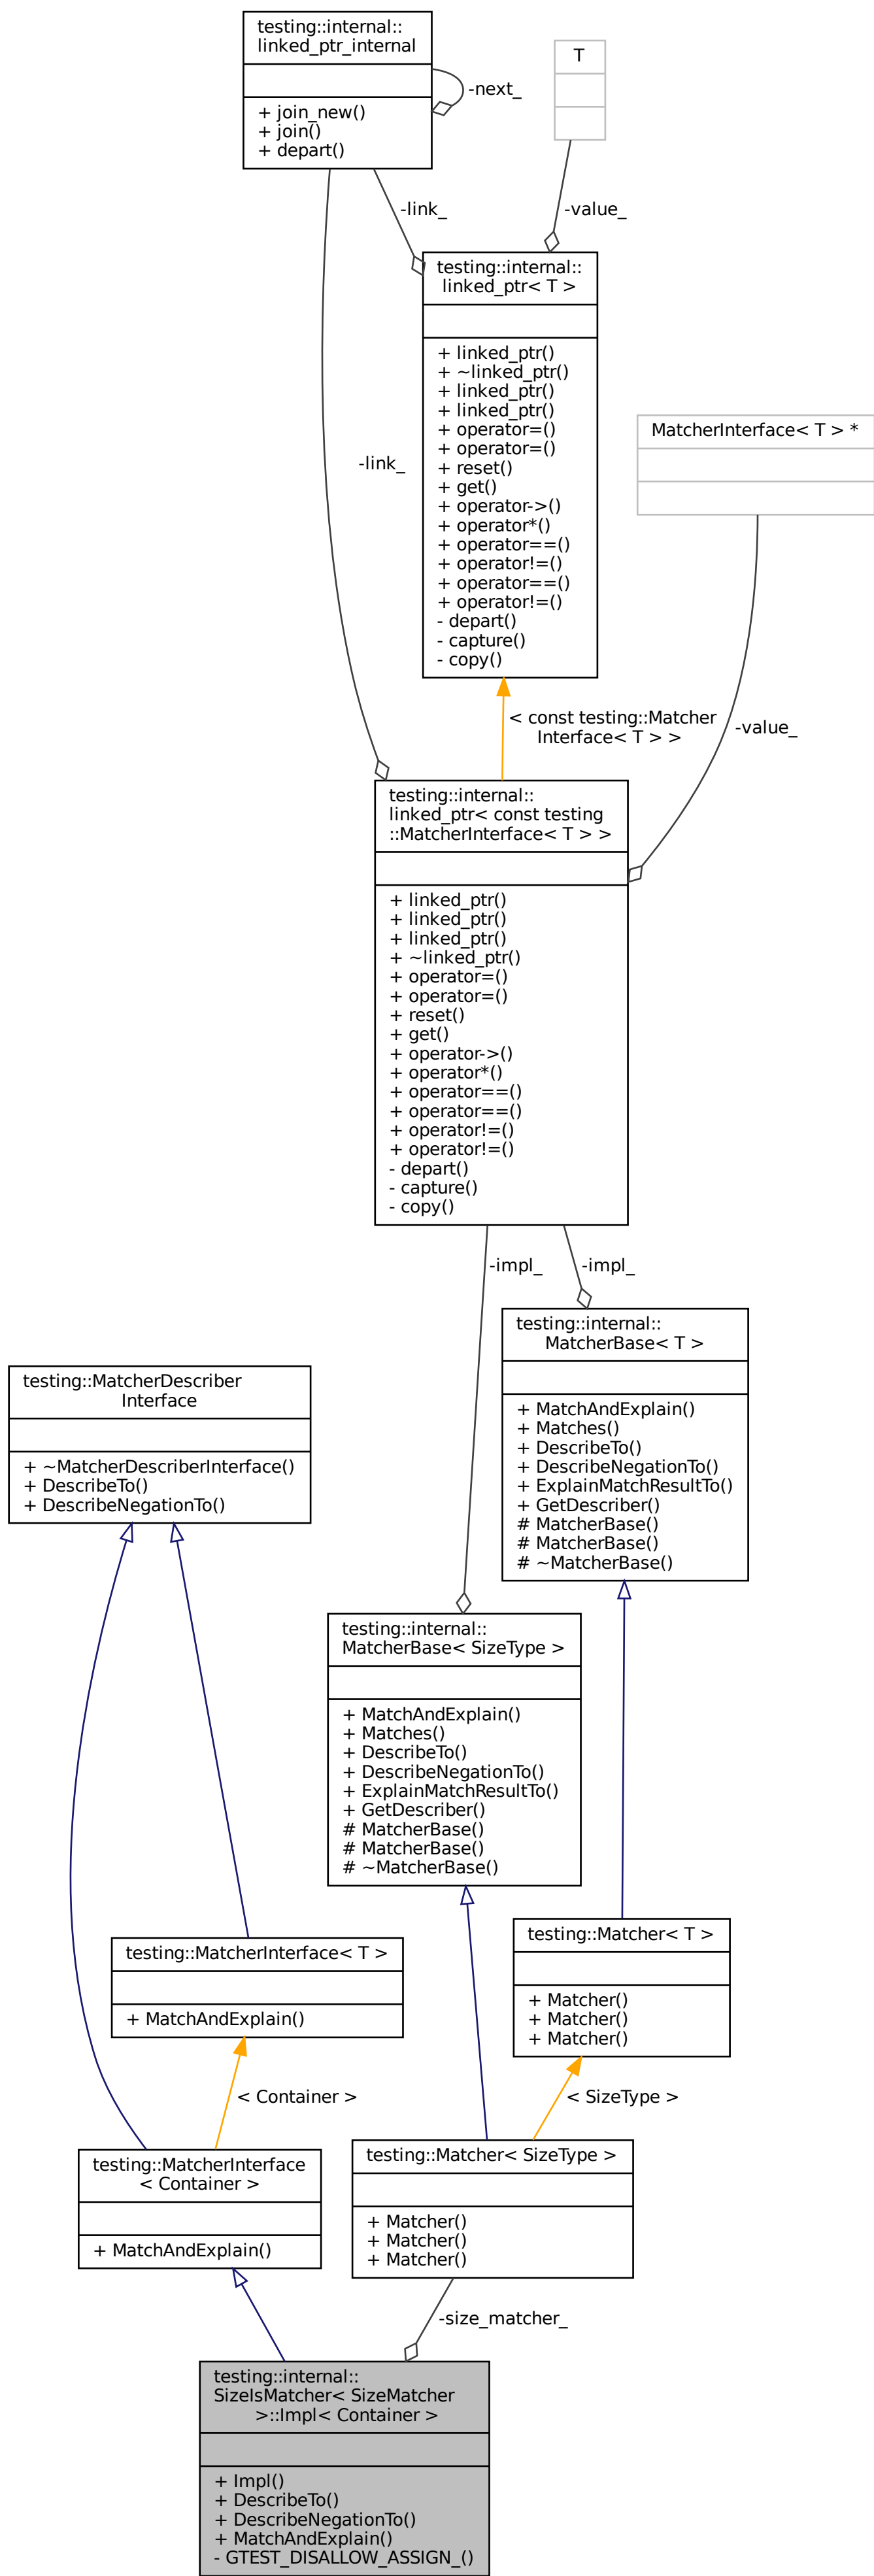 testing::internal::
linked_ptr_internal
+ join_new()
+ join()
+ depart()
-next_
T
-link_
-value_
testing::internal::
linked_ptr< T >
+ linked_ptr()
+ ~linked_ptr()
+ linked_ptr()
+ linked_ptr()
+ operator=()
+ operator=()
+ reset()
+ get()
+ operator->()
+ operator*()
+ operator==()
+ operator!=()
+ operator==()
+ operator!=()
- depart()
- capture()
- copy()
MatcherInterface< T > *
-link_
< const testing::Matcher
Interface< T > >
-value_
testing::internal::
linked_ptr< const testing
::MatcherInterface< T > >
+ linked_ptr()
+ linked_ptr()
+ linked_ptr()
+ ~linked_ptr()
+ operator=()
+ operator=()
+ reset()
+ get()
+ operator->()
+ operator*()
+ operator==()
+ operator==()
+ operator!=()
+ operator!=()
- depart()
- capture()
- copy()
-impl_
-impl_
testing::internal::
MatcherBase< T >
+ MatchAndExplain()
+ Matches()
+ DescribeTo()
+ DescribeNegationTo()
+ ExplainMatchResultTo()
+ GetDescriber()
# MatcherBase()
# MatcherBase()
# ~MatcherBase()
testing::MatcherDescriber
Interface
+ ~MatcherDescriberInterface()
+ DescribeTo()
+ DescribeNegationTo()
testing::internal::
MatcherBase< SizeType >
+ MatchAndExplain()
+ Matches()
+ DescribeTo()
+ DescribeNegationTo()
+ ExplainMatchResultTo()
+ GetDescriber()
# MatcherBase()
# MatcherBase()
# ~MatcherBase()
testing::Matcher< T >
+ Matcher()
+ Matcher()
+ Matcher()
testing::MatcherInterface< T >
+ MatchAndExplain()
< Container >
< SizeType >
testing::MatcherInterface
< Container >
+ MatchAndExplain()
testing::Matcher< SizeType >
+ Matcher()
+ Matcher()
+ Matcher()
-size_matcher_
testing::internal::
SizeIsMatcher< SizeMatcher
>::Impl< Container >
+ Impl()
+ DescribeTo()
+ DescribeNegationTo()
+ MatchAndExplain()
- GTEST_DISALLOW_ASSIGN_()